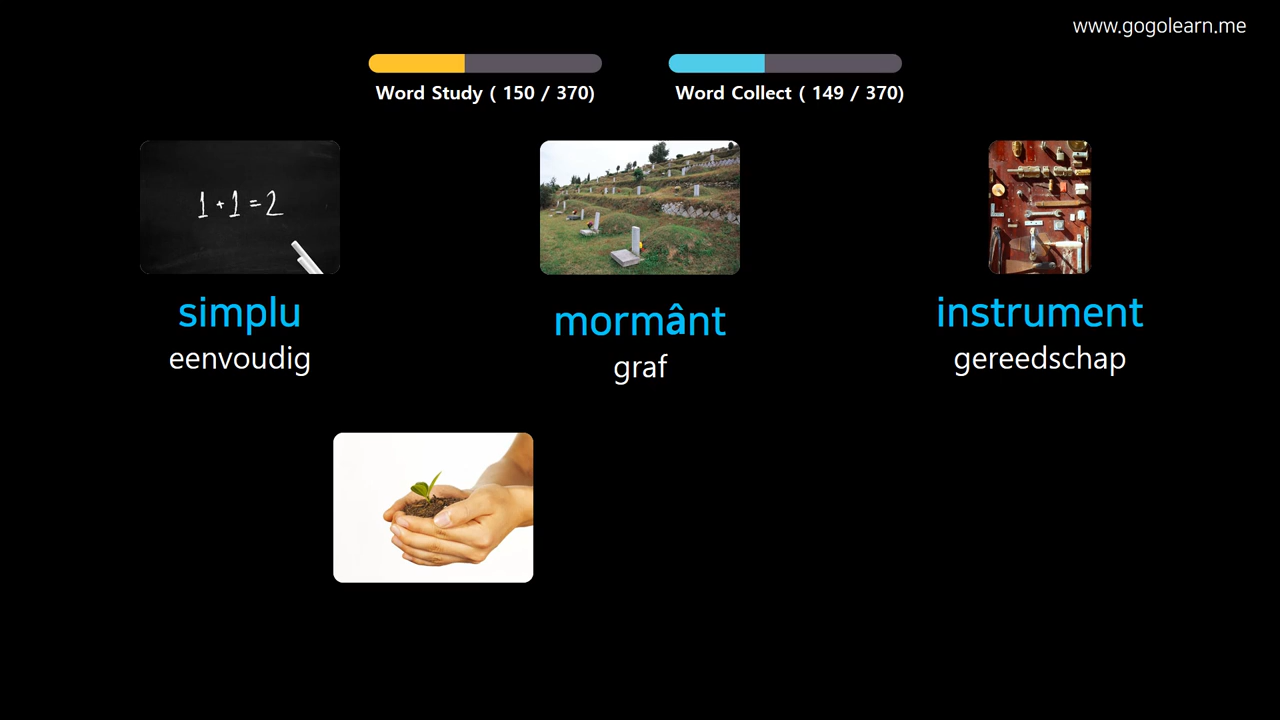 www.gogolearn.me
Word Study ( 150 / 370)
Word Collect ( 149 / 370)
1 + 1 = 2
simplu
eenvoudig
mormânt
graf
instrument
gereedschap